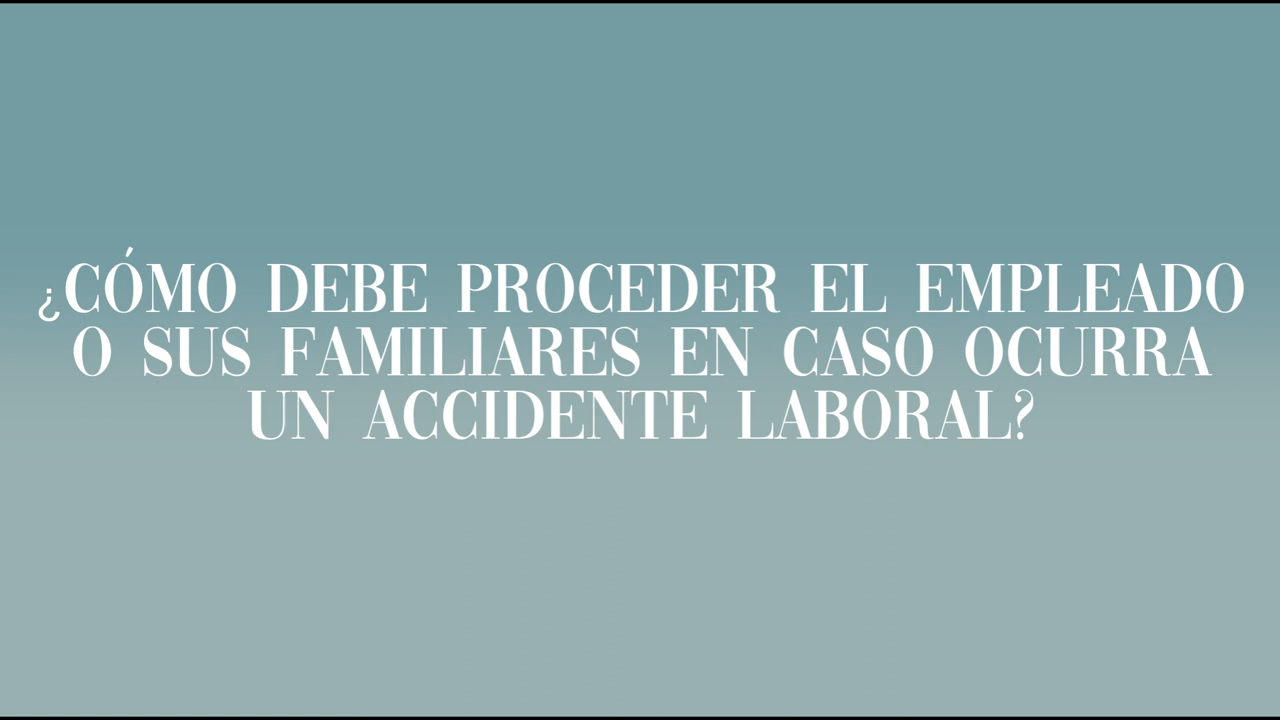 ¿CÓMO DEBE PROCEDER EL EMPLEADO
O SUS FAMILIARES EN CASO OCURRA
UN ACCIDENTE LABORAL?